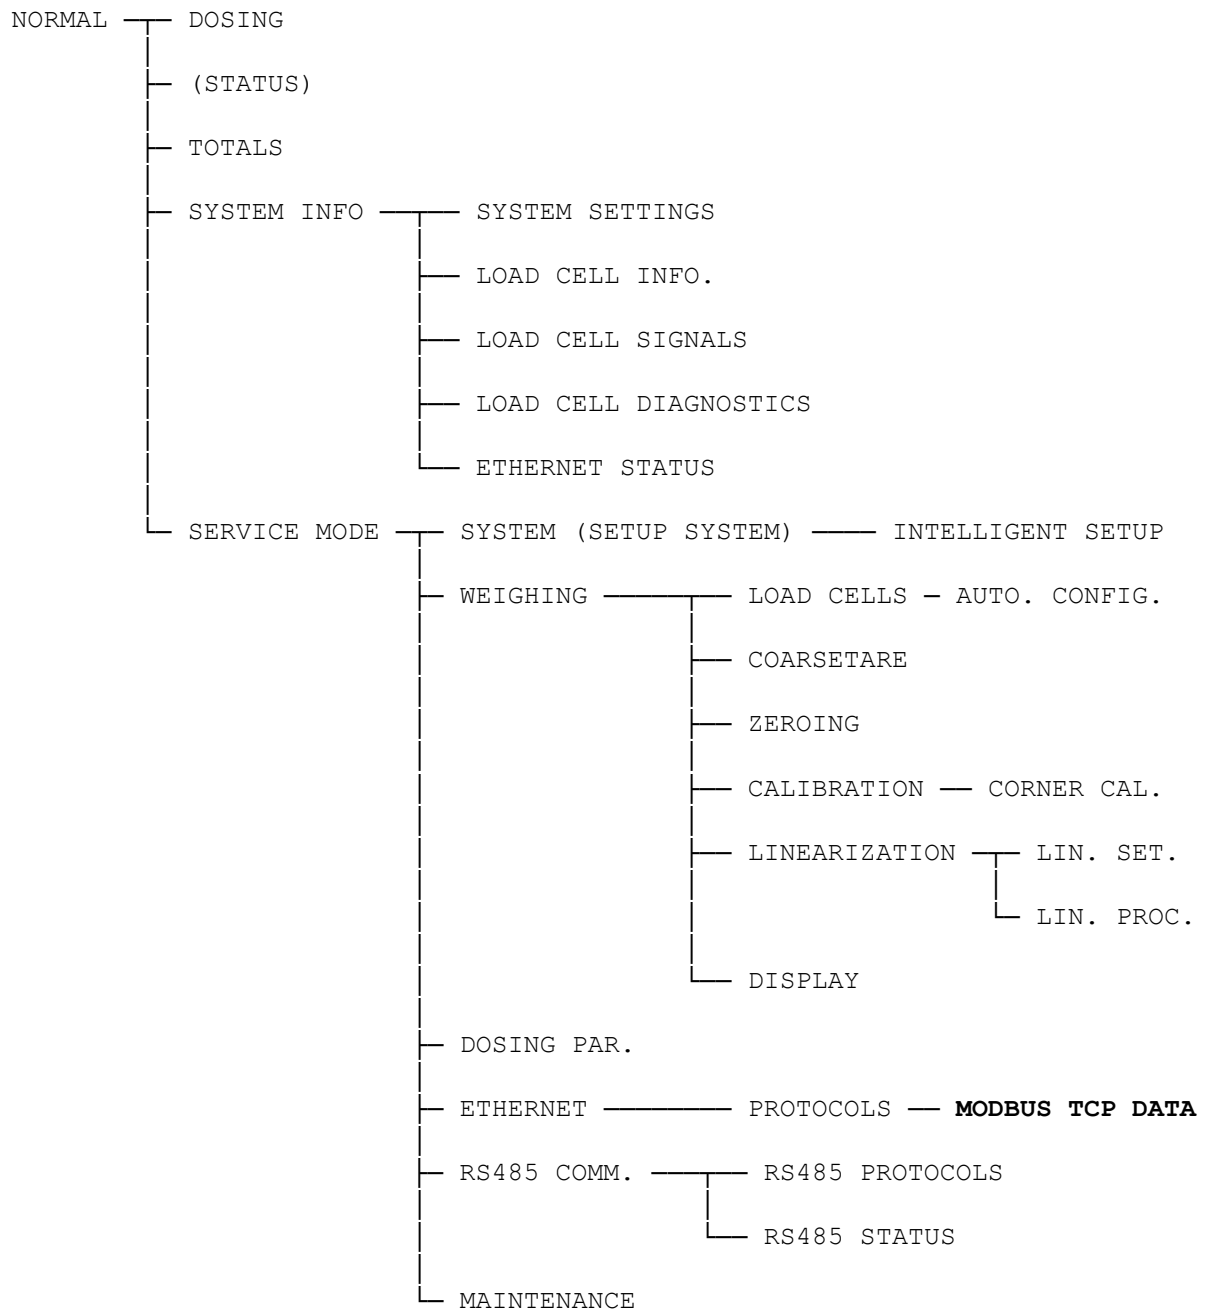 NORMAL DOSING
(STATUS)
TOTALS
SYSTEM INFO SYSTEM SETTINGS
LOAD CELL INFO.
LOAD CELL SIGNALS
LOAD CELL DIAGNOSTICS
ETHERNET STATUS
SERVICE MODE SYSTEM (SETUP SYSTEM) INTELLIGENT SETUP
WEIGHING LOAD CELLS AUTO. CONFIG.
COARSETARE
ZEROING
CALIBRATION CORNER CAL.
LINEARIZATION LIN. SET.
LIN. PROC.
DISPLAY
DOSING PAR.
ETHERNET PROTOCOLS MODBUS TCP DATA
RS485 COMM. RS485 PROTOCOLS
RS485 STATUS
MAINTENANCE